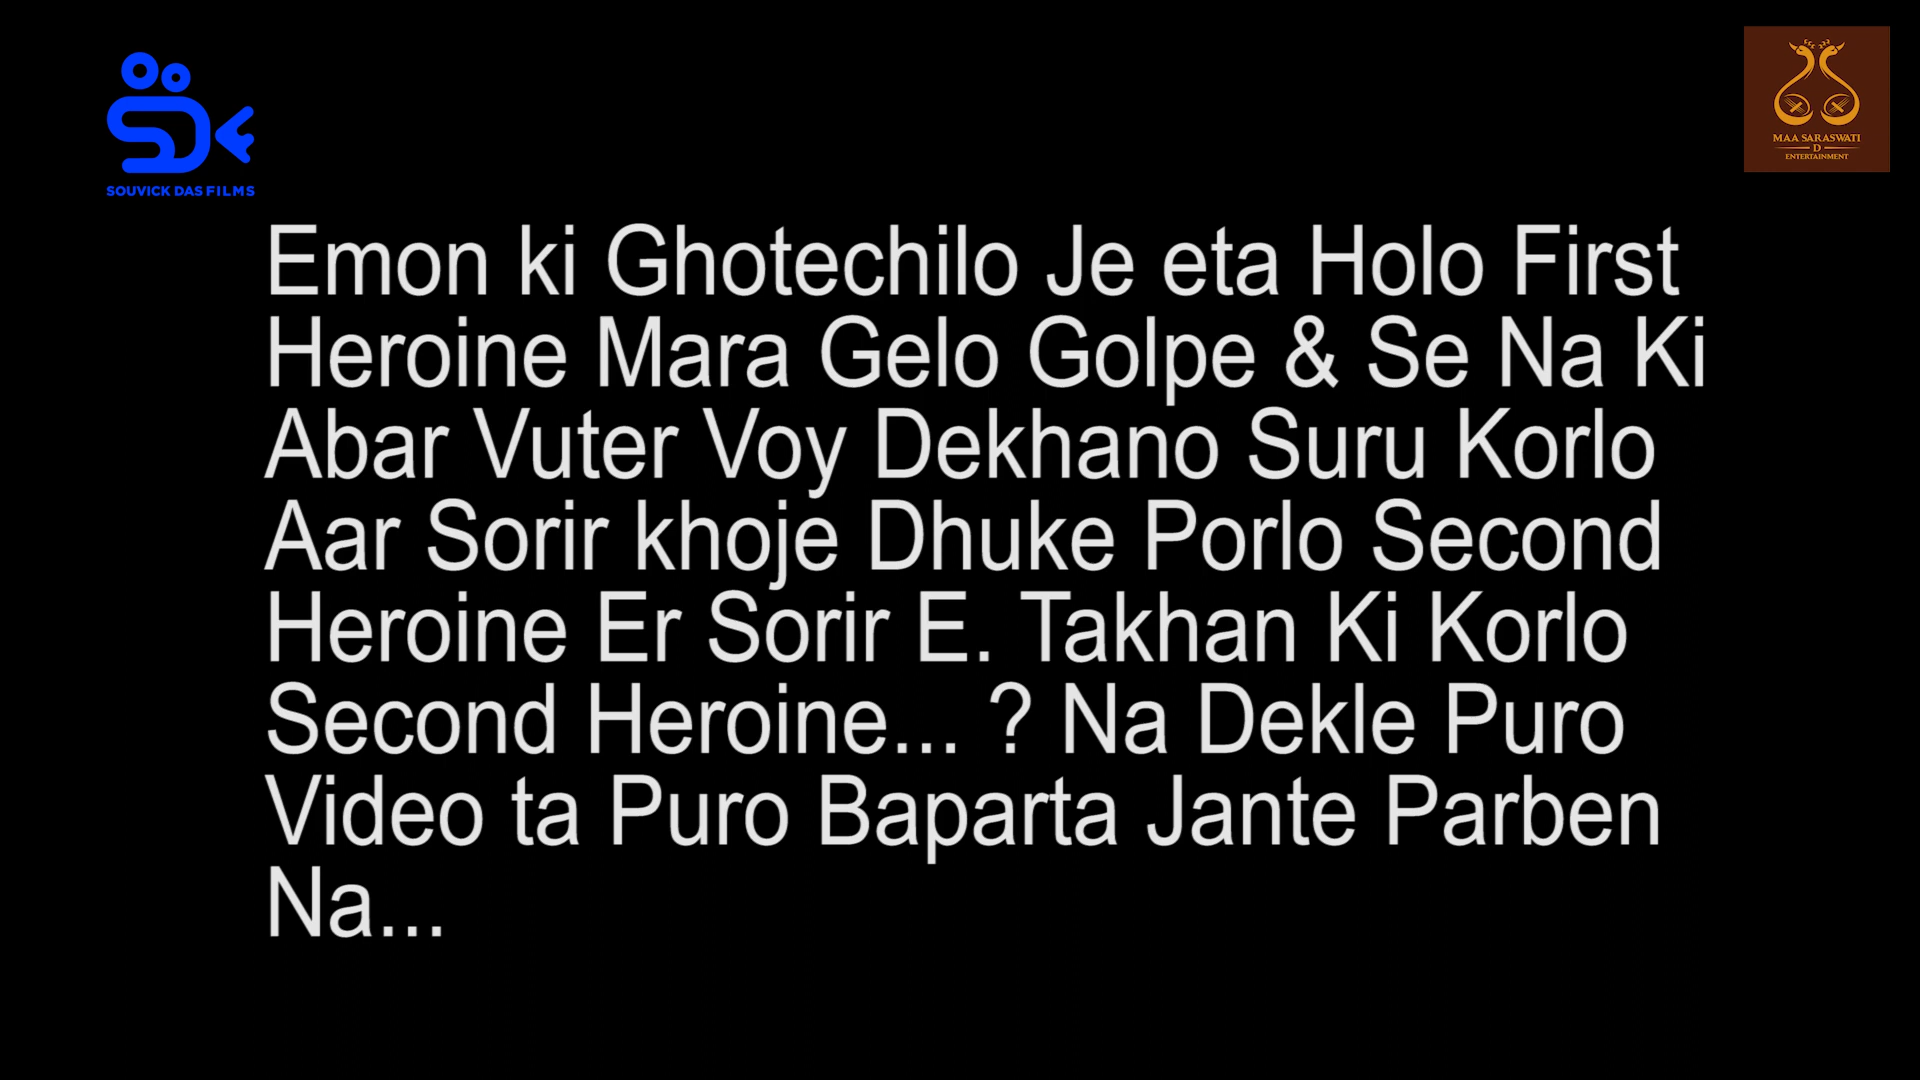 SOUVICK DAS FILMS
MAA SARASWATI
D
ENTERTAINMENT
Emon ki Ghotechilo Je eta Holo First
Heroine Mara Gelo Golpe & Se Na Ki
Abar Vuter Voy Dekhano Suru Korlo
Aar Sorir khoje Dhuke Porlo Second
Heroine Er Sorir E. Takhan Ki Korlo
Second Heroine... ? Na Dekle Puro
Video ta Puro Baparta Jante Parben
Na...